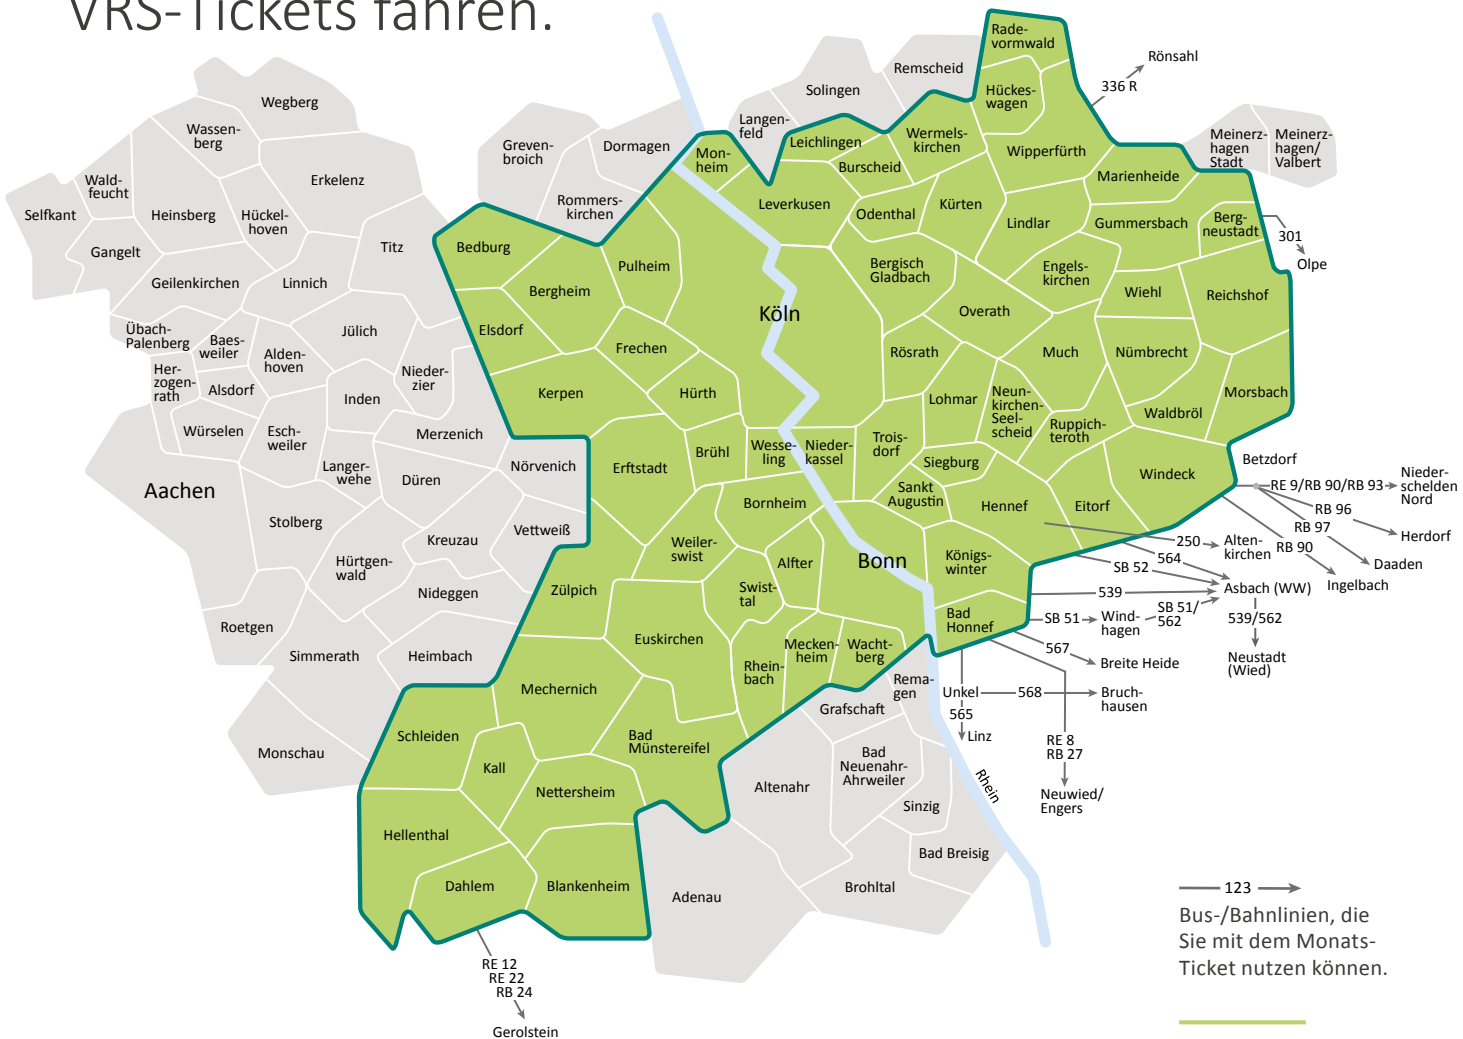 VRS-Tickets fahren.
Rade-
vormwald
Rönsahl
336 R
Remscheid
Solingen
Hückes-
wagen
Wegberg
Langen-
feld
Wassen-
berg
Leichlingen
Wermels-
kirchen
Meinerz-
hagen
Stadt
Meinerz-
hagen/
Valbert
Dormagen
Greven-
broich
Mon-
heim
Burscheid
Wipperfürth
Marienheide
Wald-
feucht
Erkelenz
Rommers-
kirchen
Leverkusen
Odenthal
Kürten
Lindlar
Gummersbach
Berg-
neustadt
Selfkant
Heinsberg
Hückel-
hoven
Titz
Bedburg
301
Olpe
Gangelt
Pulheim
Bergisch
Gladbach
Engels-
kirchen
Geilenkirchen
Linnich
Bergheim
Wiehl
Reichshof
Köln
Overath
Übach-
Palenberg
Baes-
weiler
Jülich
Elsdorf
Frechen
Rösrath
Much
Nümbrecht
Alden-
hoven
Her-
zogen-
rath
Alsdorf
Nieder-
zier
Kerpen
Hürth
Lohmar
Neun-
kirchen-
Seel-
scheid
Morsbach
Inden
Waldbröl
Ruppich-
teroth
Würselen
Esch-
weiler
Merzenich
Brühl
Wesse-
ling
Nieder-
kassel
Trois-
dorf
Siegburg
Betzdorf
Langer-
wehe
Düren
Nörvenich
Erftstadt
Windeck
RE 9/RB 90/RB 93
Nieder-
schelden
Nord
Aachen
Sankt
Augustin
Hennef
Eitorf
Bornheim
RB 96
Herdorf
RB 97
Daaden
RB 90
Ingelbach
Stolberg
Vettweiß
Kreuzau
Weiler-
swist
Alfter
Bonn
Königs-
winter
250
Alten-
kirchen
564
SB 52
Hürtgen-
wald
Nideggen
Zülpich
Swist-
tal
539
Asbach (WW)
Bad
Honnef
SB 51
Wind-
hagen
SB 51/
562
539/562
Neustadt
(Wied)
Roetgen
Simmerath
Heimbach
Euskirchen
Rhein-
bach
Mecken-
heim
Wacht-
berg
567
Breite Heide
Rema-
gen
Unkel
568
Bruch-
hausen
565
Linz
Mechernich
Grafschaft
Schleiden
Bad
Münstereifel
RE 8
RB 27
Neuwied/
Engers
Monschau
Kall
Nettersheim
Altenahr
Bad
Neuenahr-
Ahrweiler
Sinzig
Rhein
Hellenthal
Bad Breisig
Dahlem
Blankenheim
Adenau
Brohltal
123
Bus-/Bahnlinien, die
Sie mit dem Monats-
Ticket nutzen können.
RE 12
RE 22
RB 24
Gerolstein